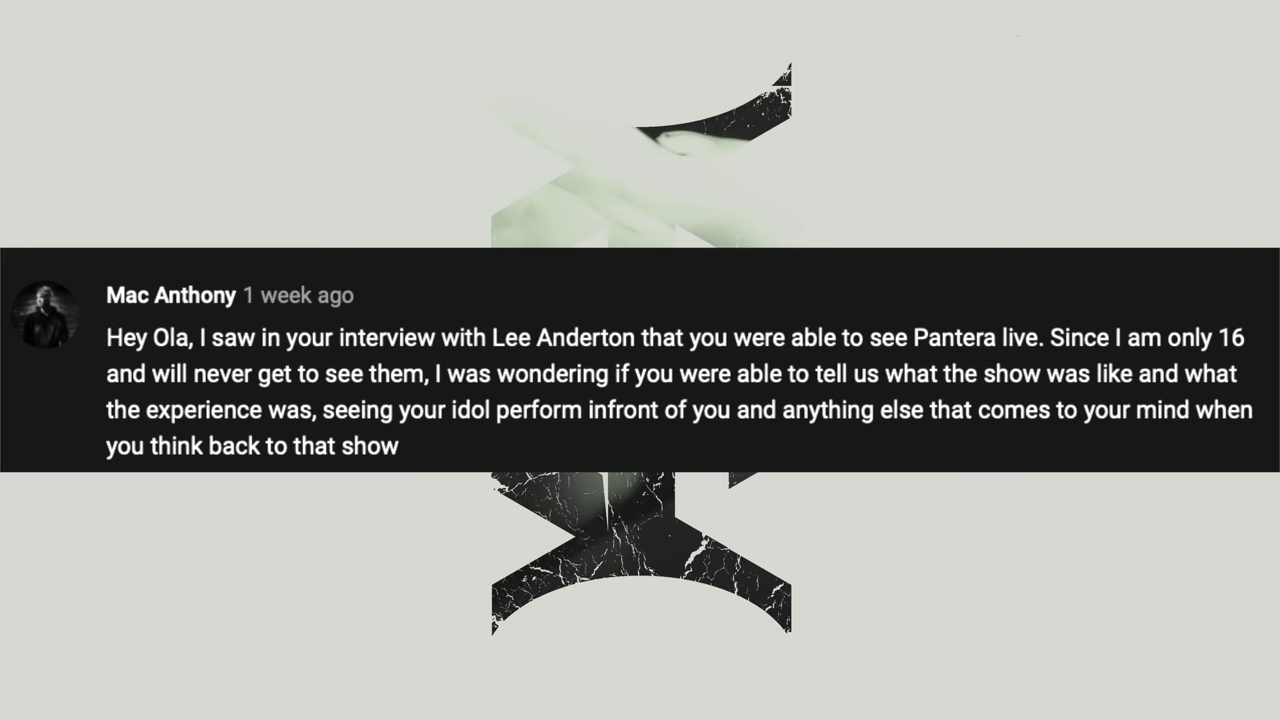 Mac Anthony 1 week ago
Hey Ola, I saw in your interview with Lee Anderton that you were able to see Pantera live. Since I am only 16
and will never get to see them, I was wondering if you were able to tell us what the show was like and what
the experience was, seeing your idol perform infront of you and anything else that comes to your mind when
you think back to that show